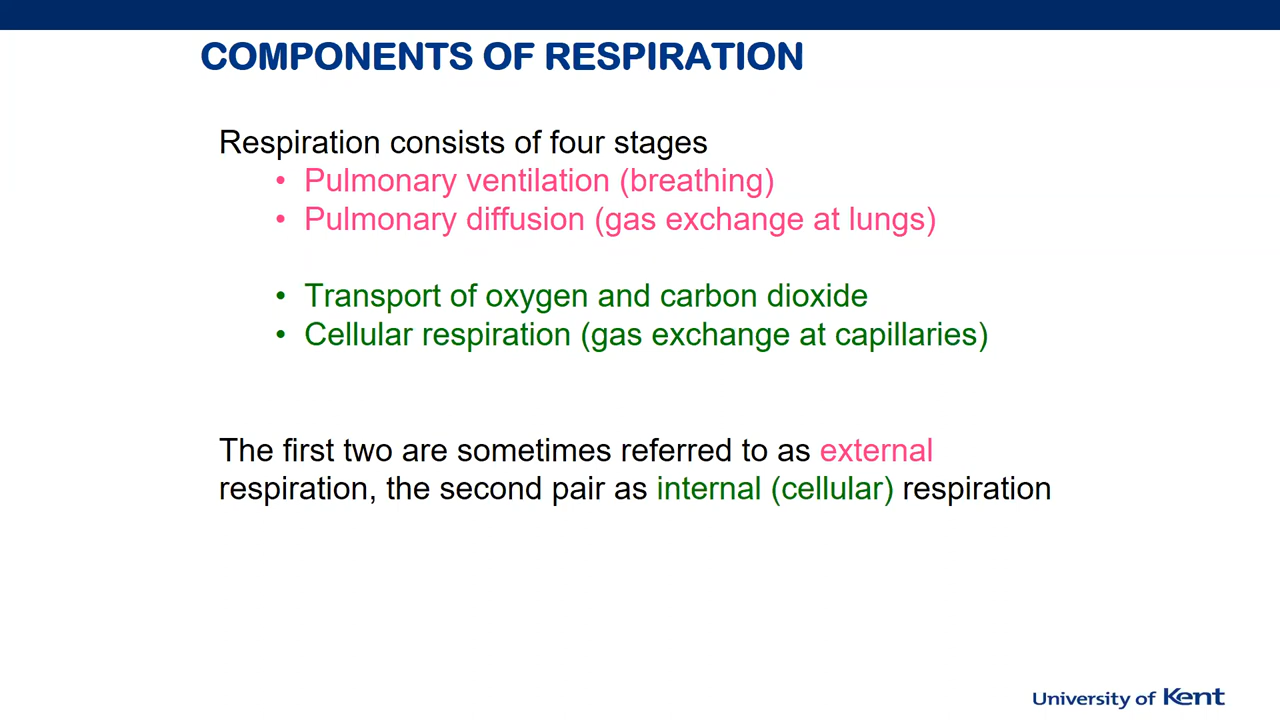 COMPONENTS OF RESPIRATION
Respiration consists of four stages
• Pulmonary ventilation (breathing)
• Pulmonary diffusion (gas exchange at lungs)
• Transport of oxygen and carbon dioxide
• Cellular respiration (gas exchange at capillaries)
The first two are sometimes referred to as external
respiration, the second pair as internal (cellular) respiration
University of Kent